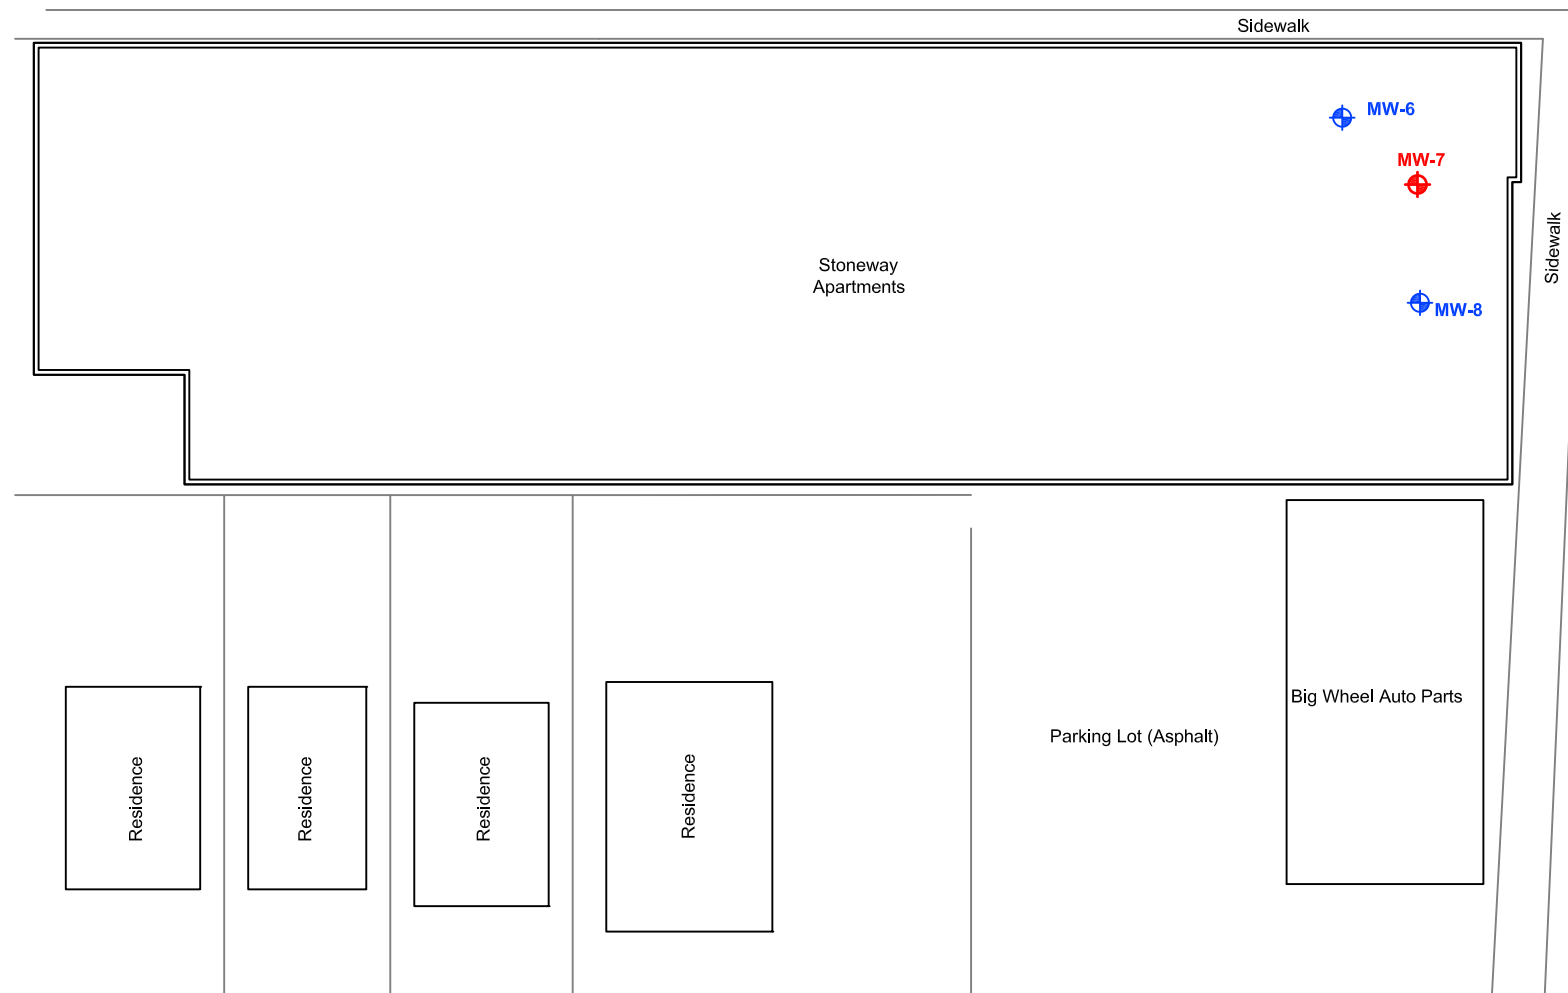 Sidewalk
MW-6
MW-7
Sidewalk
Stoneway
Apartments
MW-8
Big Wheel Auto Parts
Parking Lot (Asphalt)
Residence
Residence
Residence
Residence